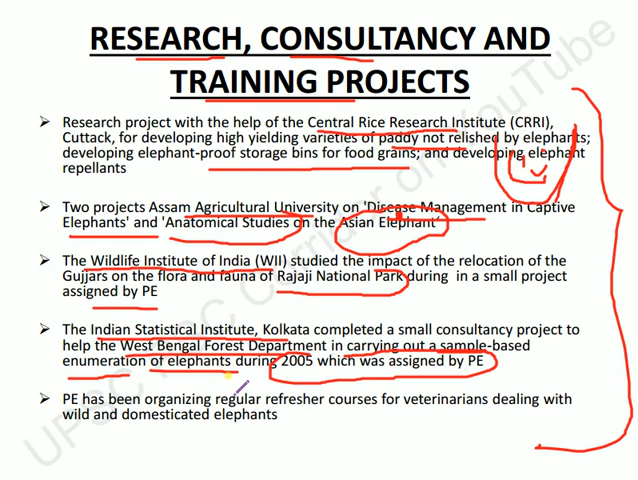 RESEARCH, CONSULTANCY AND
TRAINING PROJECTS
➤ Research project with the help of the Central Rice Research Institute (CRRI),
Cuttack, for developing high yielding varieties of paddy not relished by elephants;
developing elephant-proof storage bins for food grains; and developing elephant
repellants
➤ Two projects Assam Agricultural University on 'Disease Management in Captive
Elephants' and 'Anatomical Studies on the Asian Elephant'
➤ The Wildlife Institute of India (WII) studied the impact of the relocation of the
Gujjars on the flora and fauna of Rajaji National Park during in a small project
assigned by PE
➤ The Indian Statistical Institute, Kolkata completed a small consultancy project to
help the West Bengal Forest Department in carrying out a sample-based
enumeration of elephants during 2005 which was assigned by PE
➤ PE has been organizing regular refresher courses for veterinarians dealing with
wild and domesticated elephants
UPSC Corridor on YouTube